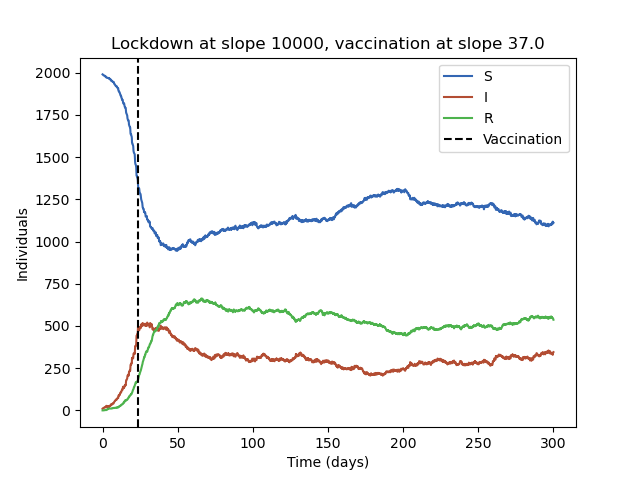 Lockdown at slope 10000, vaccination at slope 37.0
2000
1750
1500
1250
1000
750
500
250
0
Individuals
S
I
R
Vaccination
0 50 100 150 200 250 300
Time (days)